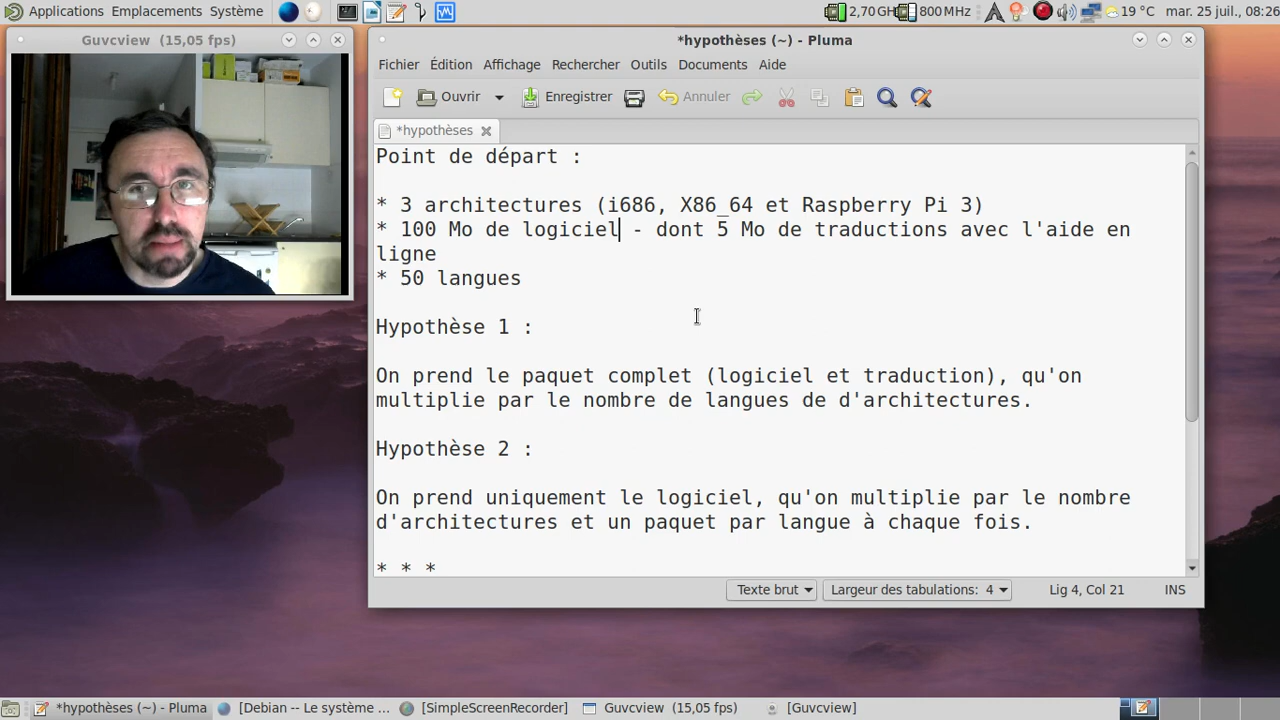 Applications Emplacements Système 2,70 GHz 800 MHz 19 °C mar. 25 juil., 08:26
Guvcview (15,05 fps)
*hypothèses (~) - Pluma
Fichier Édition Affichage Rechercher Outils Documents Aide
Ouvrir Enregistrer Annuler
*hypothèses
Point de départ :
* 3 architectures (i686, X86_64 et Raspberry Pi 3)
* 100 Mo de logiciel - dont 5 Mo de traductions avec l'aide en
ligne
* 50 langues
Hypothèse 1 :
On prend le paquet complet (logiciel et traduction), qu'on
multiplie par le nombre de langues de d'architectures.
Hypothèse 2 :
On prend uniquement le logiciel, qu'on multiplie par le nombre
d'architectures et un paquet par langue à chaque fois.
* * *
Texte brut Largeur des tabulations: 4 Lig 4, Col 21 INS
*hypothèses (~) - Pluma [Debian -- Le système ... [SimpleScreenRecorder] Guvcview (15,05 fps) [Guvcview]